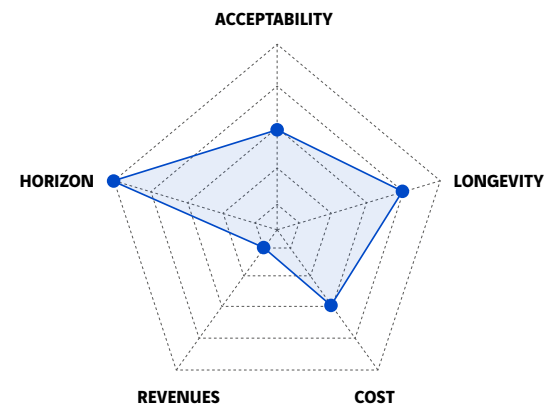 ACCEPTABILITY
HORIZON
LONGEVITY
REVENUES
COST